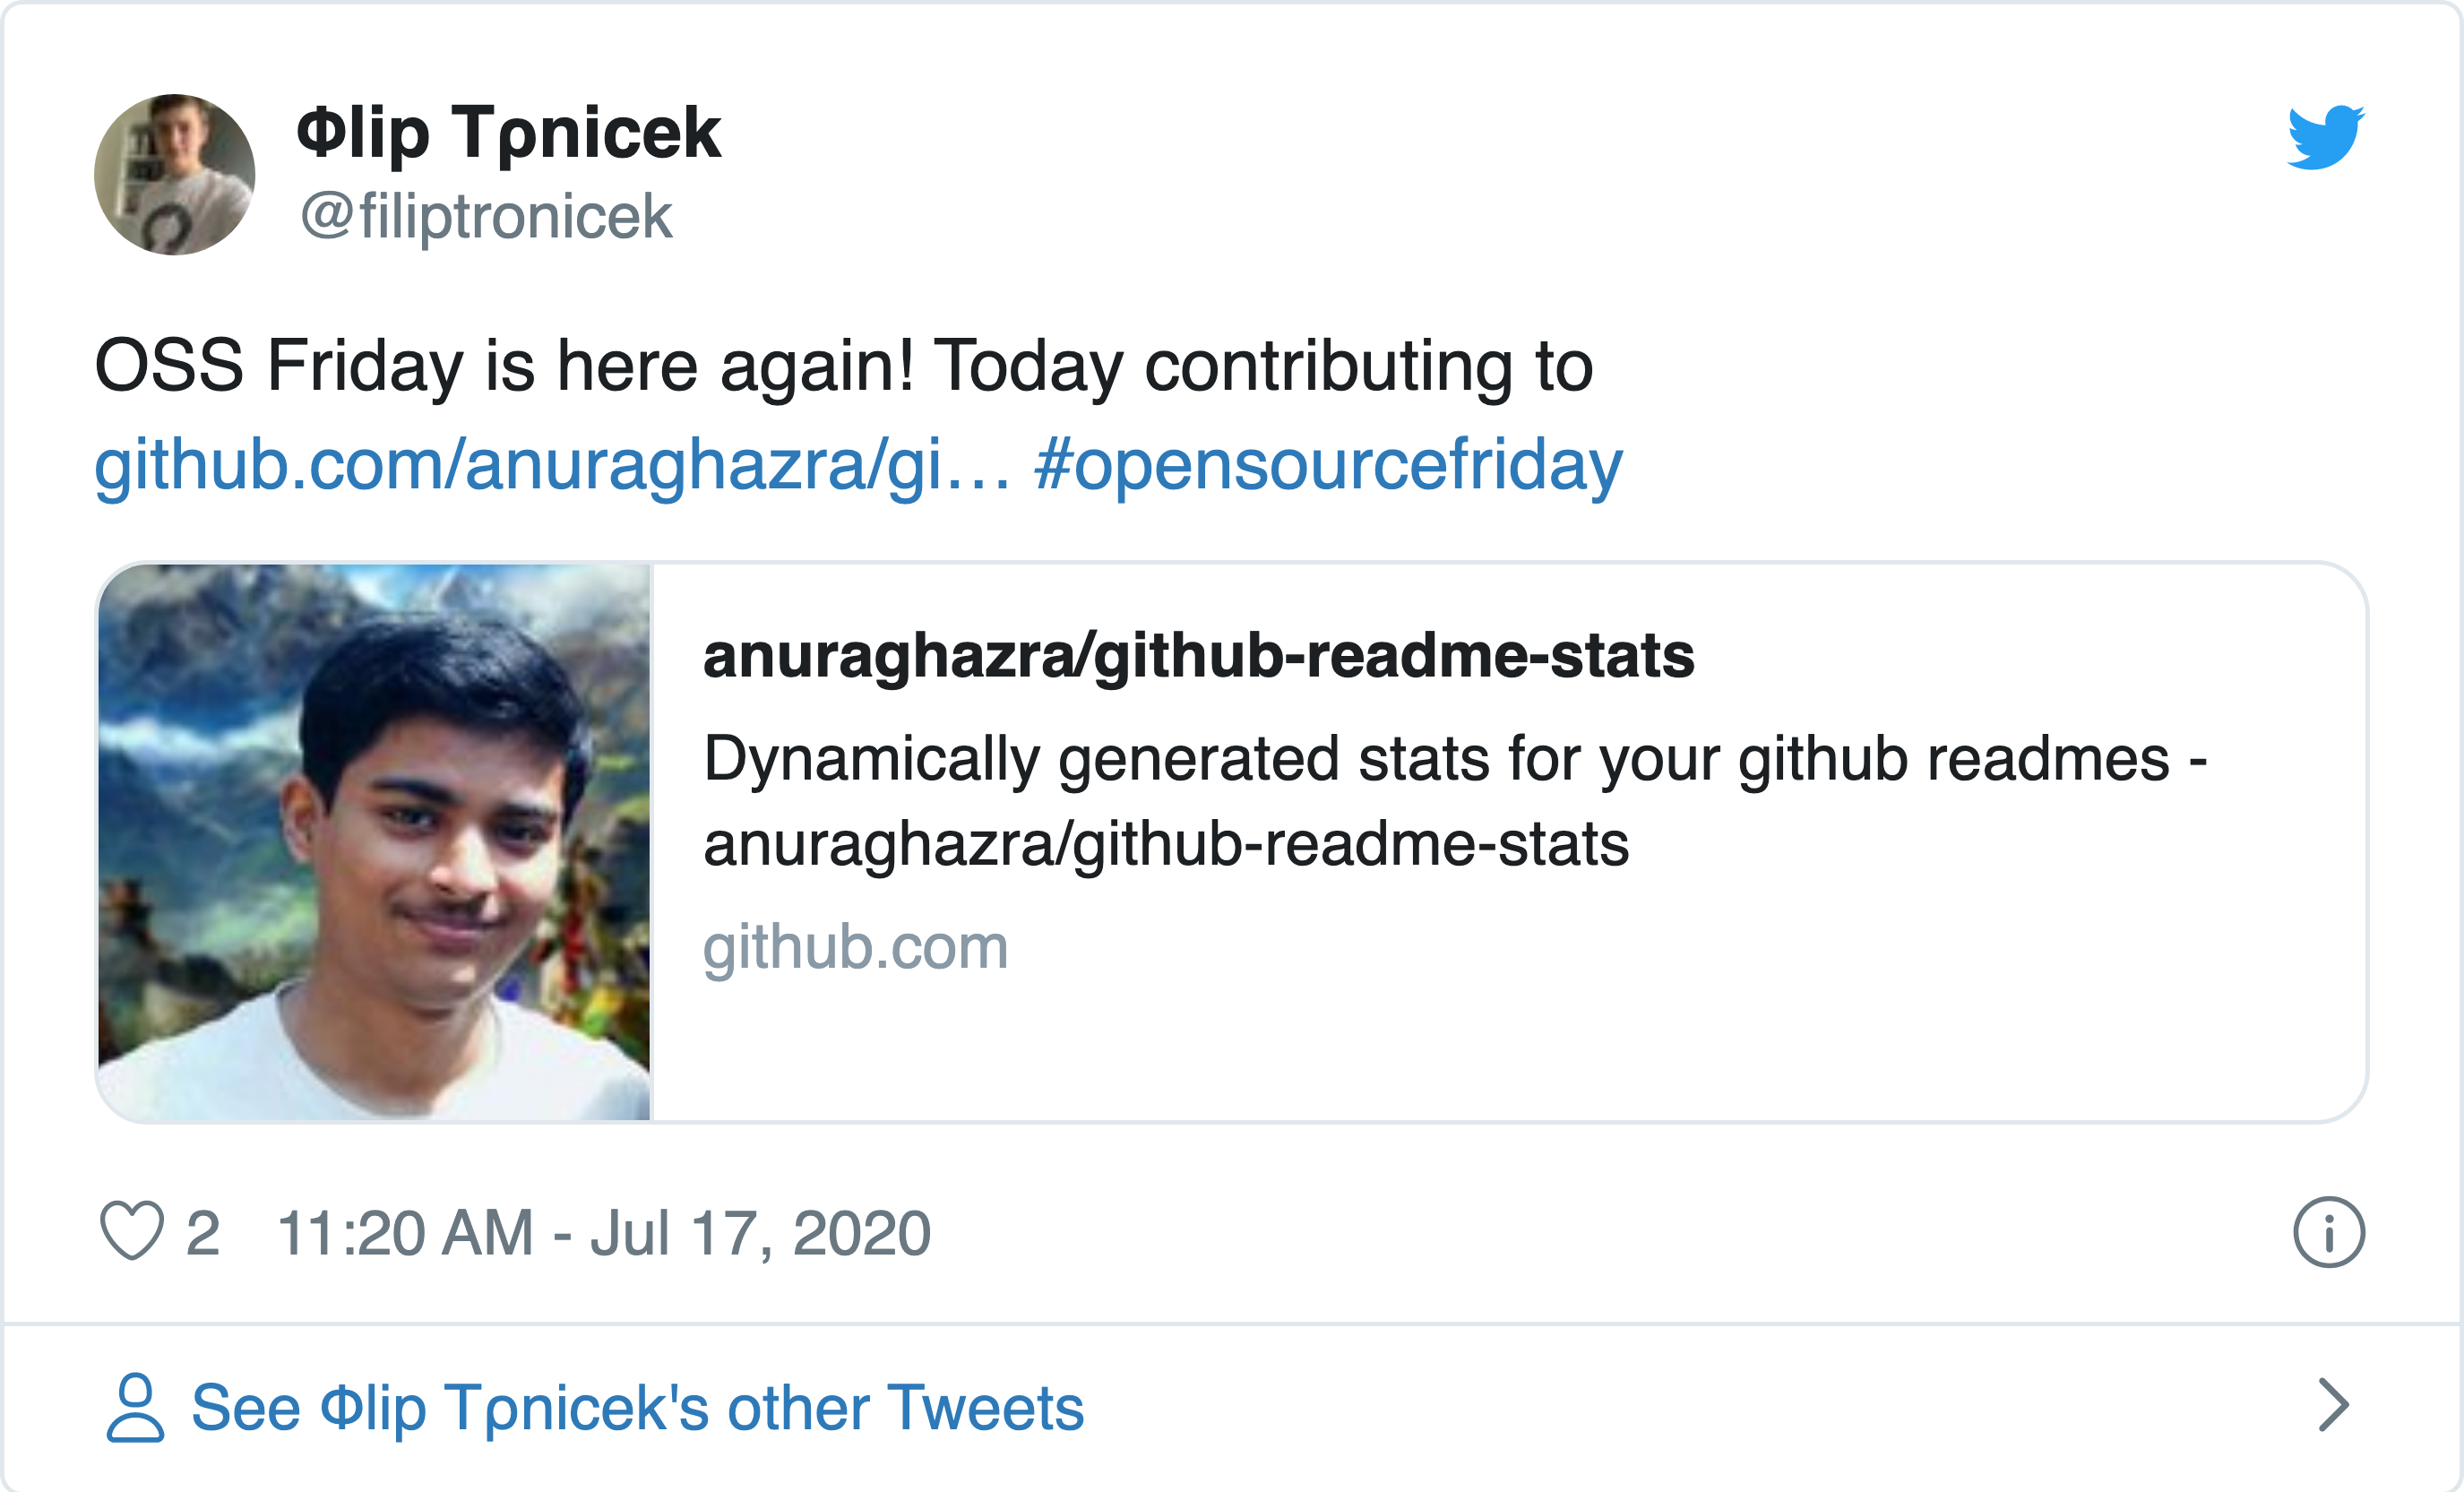 Φlip Tρnicek
@filiptronicek
OSS Friday is here again! Today contributing to
github.com/anuraghazra/gi… #opensourcefriday
anuraghazra/github-readme-stats
Dynamically generated stats for your github readmes -
anuraghazra/github-readme-stats
github.com
2 11:20 AM - Jul 17, 2020
See Φlip Tρnicek's other Tweets